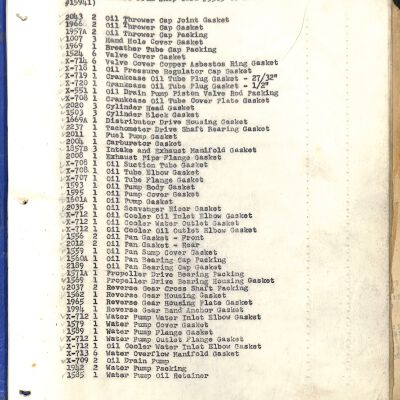 #15941)
2043 2 Oil Thrower Cap Joint Gasket
1966 2 Oil Thrower Cap Gasket
1957A 2 Oil Thrower Cap Packing
1007 1 Hand Hole Cover Gasket
1969 1 Breather Tube Cap Packing
1524 6 Valve Cover Gasket
X-714 6 Valve Cover Copper Asbestos Ring Gasket
X-718 1 Oil Pressure Regulator Cap Gasket
X-719 1 Crankcase Oil Tube Plug Gasket - 27/32"
X-720 1 Crankcase Oil Tube Plug Gasket - 1/2"
X-551 1 Oil Drain Pump Piston Valve Rod Packing
X-708 1 Crankcase Oil Tube Cover Plate Gasket
2020 3 Cylinder Head Gasket
1503 3 Cylinder Block Gasket
1669A 1 Distributor Drive Housing Gasket
2237 1 Tachometer Drive Shaft Bearing Gasket
2011 1 Fuel Pump Gasket
2004 1 Carburetor Gasket
1857B 3 Intake and Exhaust Manifold Gasket
2008 1 Exhaust Pipe Flange Gasket
X-708 1 Oil Suction Tube Gasket
X-708 1 Oil Tube Elbow Gasket
X-707 1 Oil Tube Flange Gasket
1593 1 Oil Pump Body Gasket
1595 1 Oil Pump Cover Gasket
1601A 1 Oil Pump Gasket
2035 1 Oil Scavenger Riser Gasket
X-712 1 Oil Cooler Oil Inlet Elbow Gasket
X-712 1 Oil Cooler Water Outlet Gasket
X-712 1 Oil Cooler Oil Outlet Elbow Gasket
1556 2 Oil Pan Gasket - Front
2012 2 Oil Pan Gasket - Rear
1559 1 Oil Pan Sump Cover Gasket
1560A 1 Oil Pan Bearing Cap Packing
2189 1 Oil Pan Bearing Cap Gasket
1571A 1 Propeller Drive Bearing Packing
1569 1 Propeller Drive Bearing Housing Gasket
2037 2 Reverse Gear Cross Shaft Packing
1562 1 Reverse Gear Housing Gasket
1965 1 Reverse Gear Housing Plate Gasket
1994 1 Reverse Gear Band Anchor Gasket
X-712 1 Water Pump Water Inlet Elbow Gasket
1579 1 Water Pump Cover Gasket
1589 1 Water Pump Flange Gasket
X-712 1 Water Pump Outlet Flange Gasket
X-712 1 Oil Cooler Water Inlet Elbow Gasket
X-713 6 Water Overflow Manifold Gasket
X-709 2 Oil Drain Pump
1942 2 Water Pump Packing
1585 1 Water Pump Oil Retainer